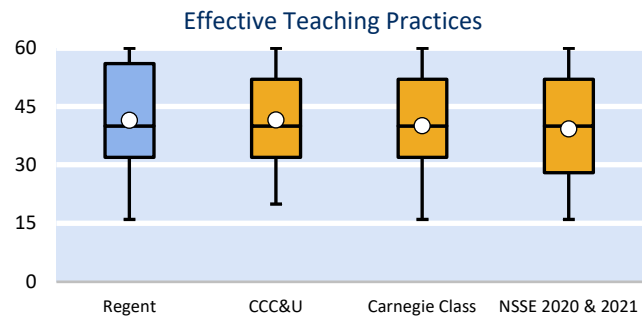 Effective Teaching Practices
60
45
30
15
0
Regent CCC&U Carnegie Class NSSE 2020 & 2021